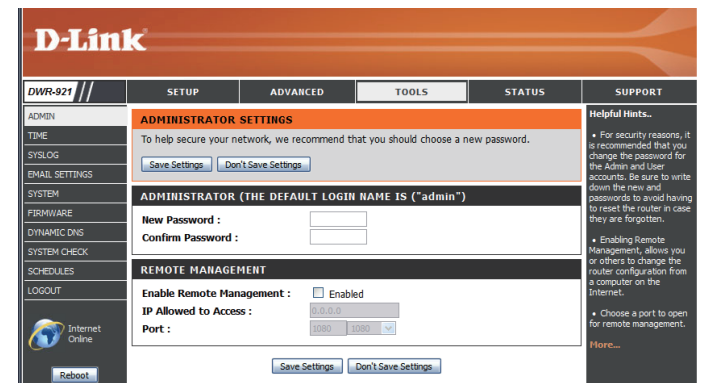 D-Link
DWR-921 SETUP ADVANCED TOOLS STATUS SUPPORT
ADMIN
TIME
SYSLOG
EMAIL SETTINGS
SYSTEM
FIRMWARE
DYNAMIC DNS
SYSTEM CHECK
SCHEDULES
LOGOUT
Internet
Online
Reboot
ADMINISTRATOR SETTINGS
To help secure your network, we recommend that you should choose a new password.
Save Settings Don't Save Settings
ADMINISTRATOR (THE DEFAULT LOGIN NAME IS ("admin")
New Password :
Confirm Password :
REMOTE MANAGEMENT
Enable Remote Management : Enabled
IP Allowed to Access : 0.0.0.0
Port : 1080 1080
Save Settings Don't Save Settings
Helpful Hints..
• For security reasons, it
is recommended that you
change the password for
the Admin and User
accounts. Be sure to write
down the new and
passwords to avoid having
to reset the router in case
they are forgotten.
• Enabling Remote
Management, allows you
or others to change the
router configuration from
a computer on the
Internet.
• Choose a port to open
for remote management.
More...